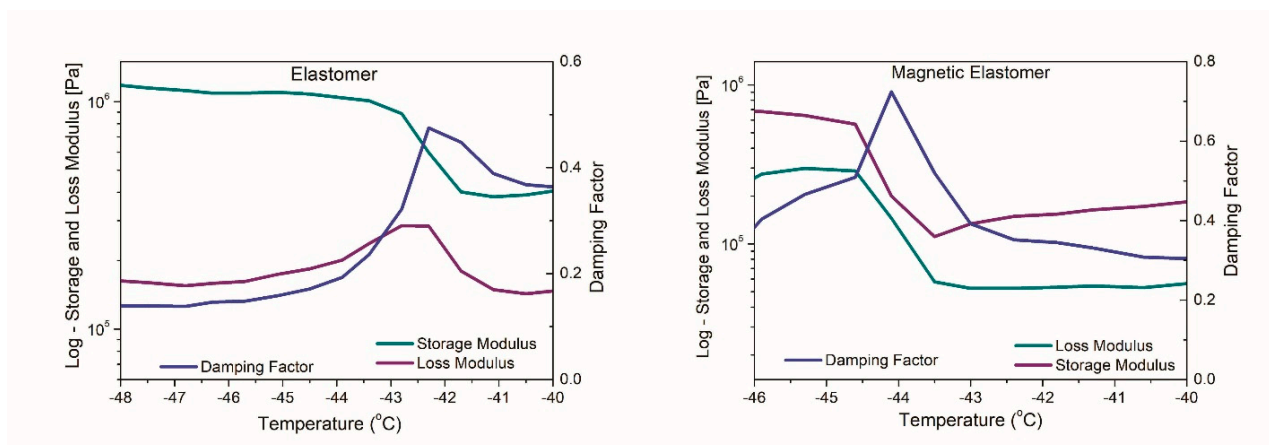 Elastomer
Log - Storage and Loss Modulus [Pa]
10⁶
10⁵
0.6
0.4
0.2
0.0
Damping Factor
Storage Modulus
Loss Modulus
Damping Factor
-48 -47 -46 -45 -44 -43 -42 -41 -40
Temperature (°C)
Magnetic Elastomer
Log - Storage and Loss Modulus [Pa]
10⁶
10⁵
0.8
0.6
0.4
0.2
0.0
Damping Factor
Loss Modulus
Storage Modulus
Damping Factor
-46 -45 -44 -43 -42 -41 -40
Temperature (°C)